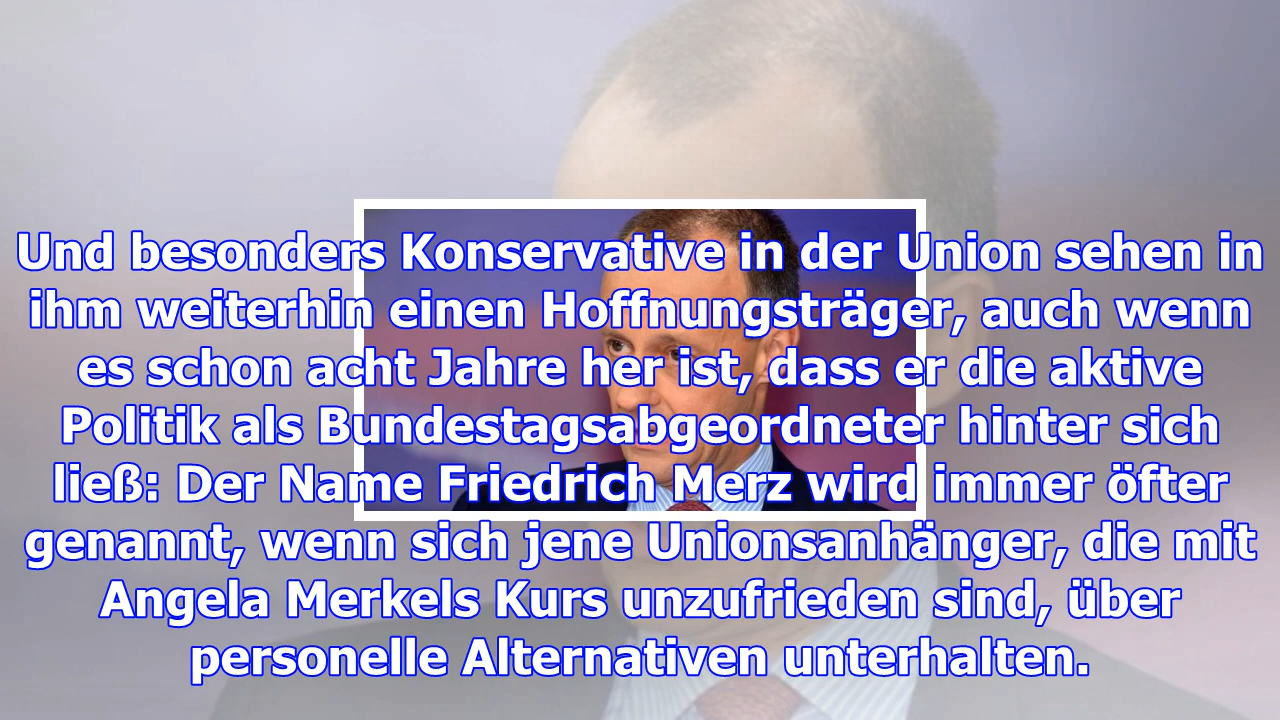 Und besonders Konservative in der Union sehen in
ihm weiterhin einen Hoffnungsträger, auch wenn
es schon acht Jahre her ist, dass er die aktive
Politik als Bundestagsabgeordneter hinter sich
ließ: Der Name Friedrich Merz wird immer öfter
genannt, wenn sich jene Unionsanhänger, die mit
Angela Merkels Kurs unzufrieden sind, über
personelle Alternativen unterhalten.